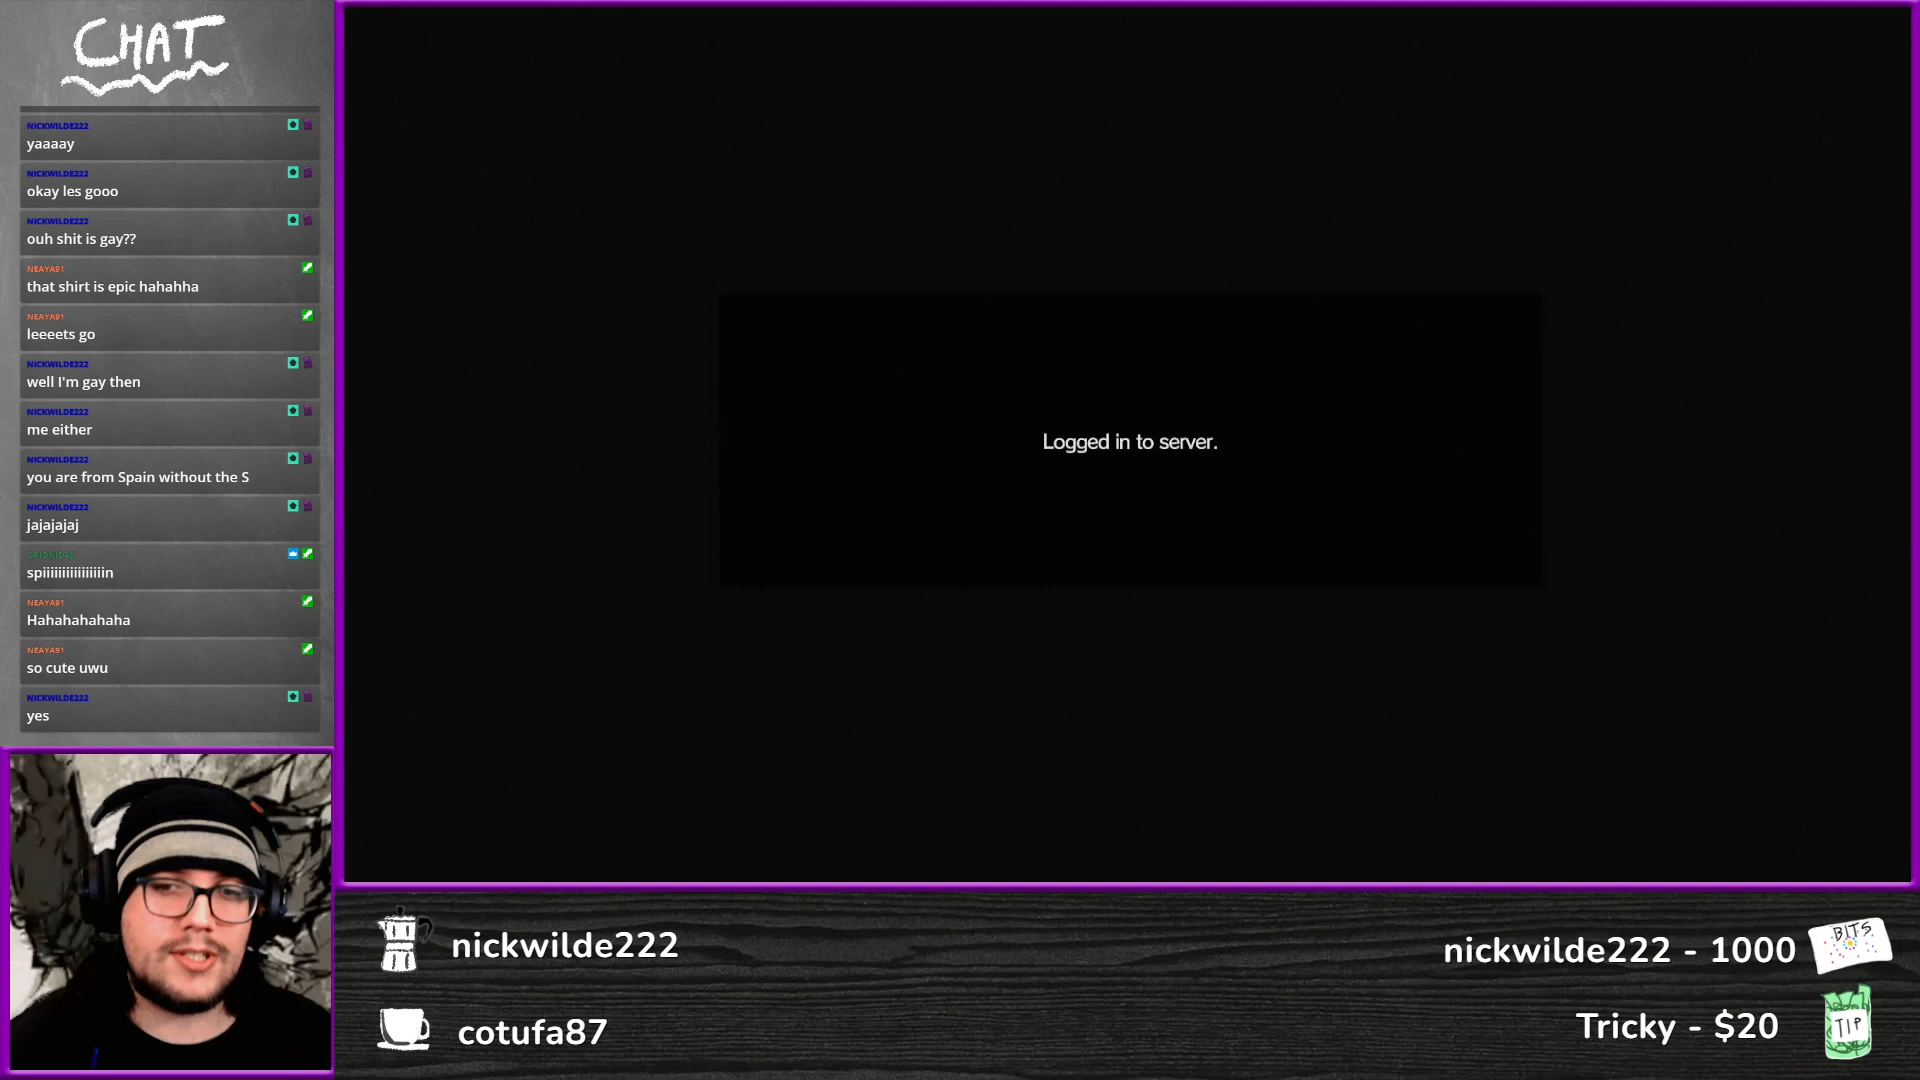 CHAT
NICKWILDE222
yaaaay
NICKWILDE222
okay les gooo
NICKWILDE222
ouh shit is gay??
NEAYA91
that shirt is epic hahahha
NEAYA91
leeeets go
NICKWILDE222
well I'm gay then
NICKWILDE222
me either
NICKWILDE222
you are from Spain without the S
NICKWILDE222
jajajajaj
spiiiiiiiiiiiiiiiin
NEAYA91
Hahahahahaha
NEAYA91
so cute uwu
NICKWILDE222
yes
Logged in to server.
nickwilde222
cotufa87
nickwilde222 - 1000
BITS
Tricky - $20
TIP